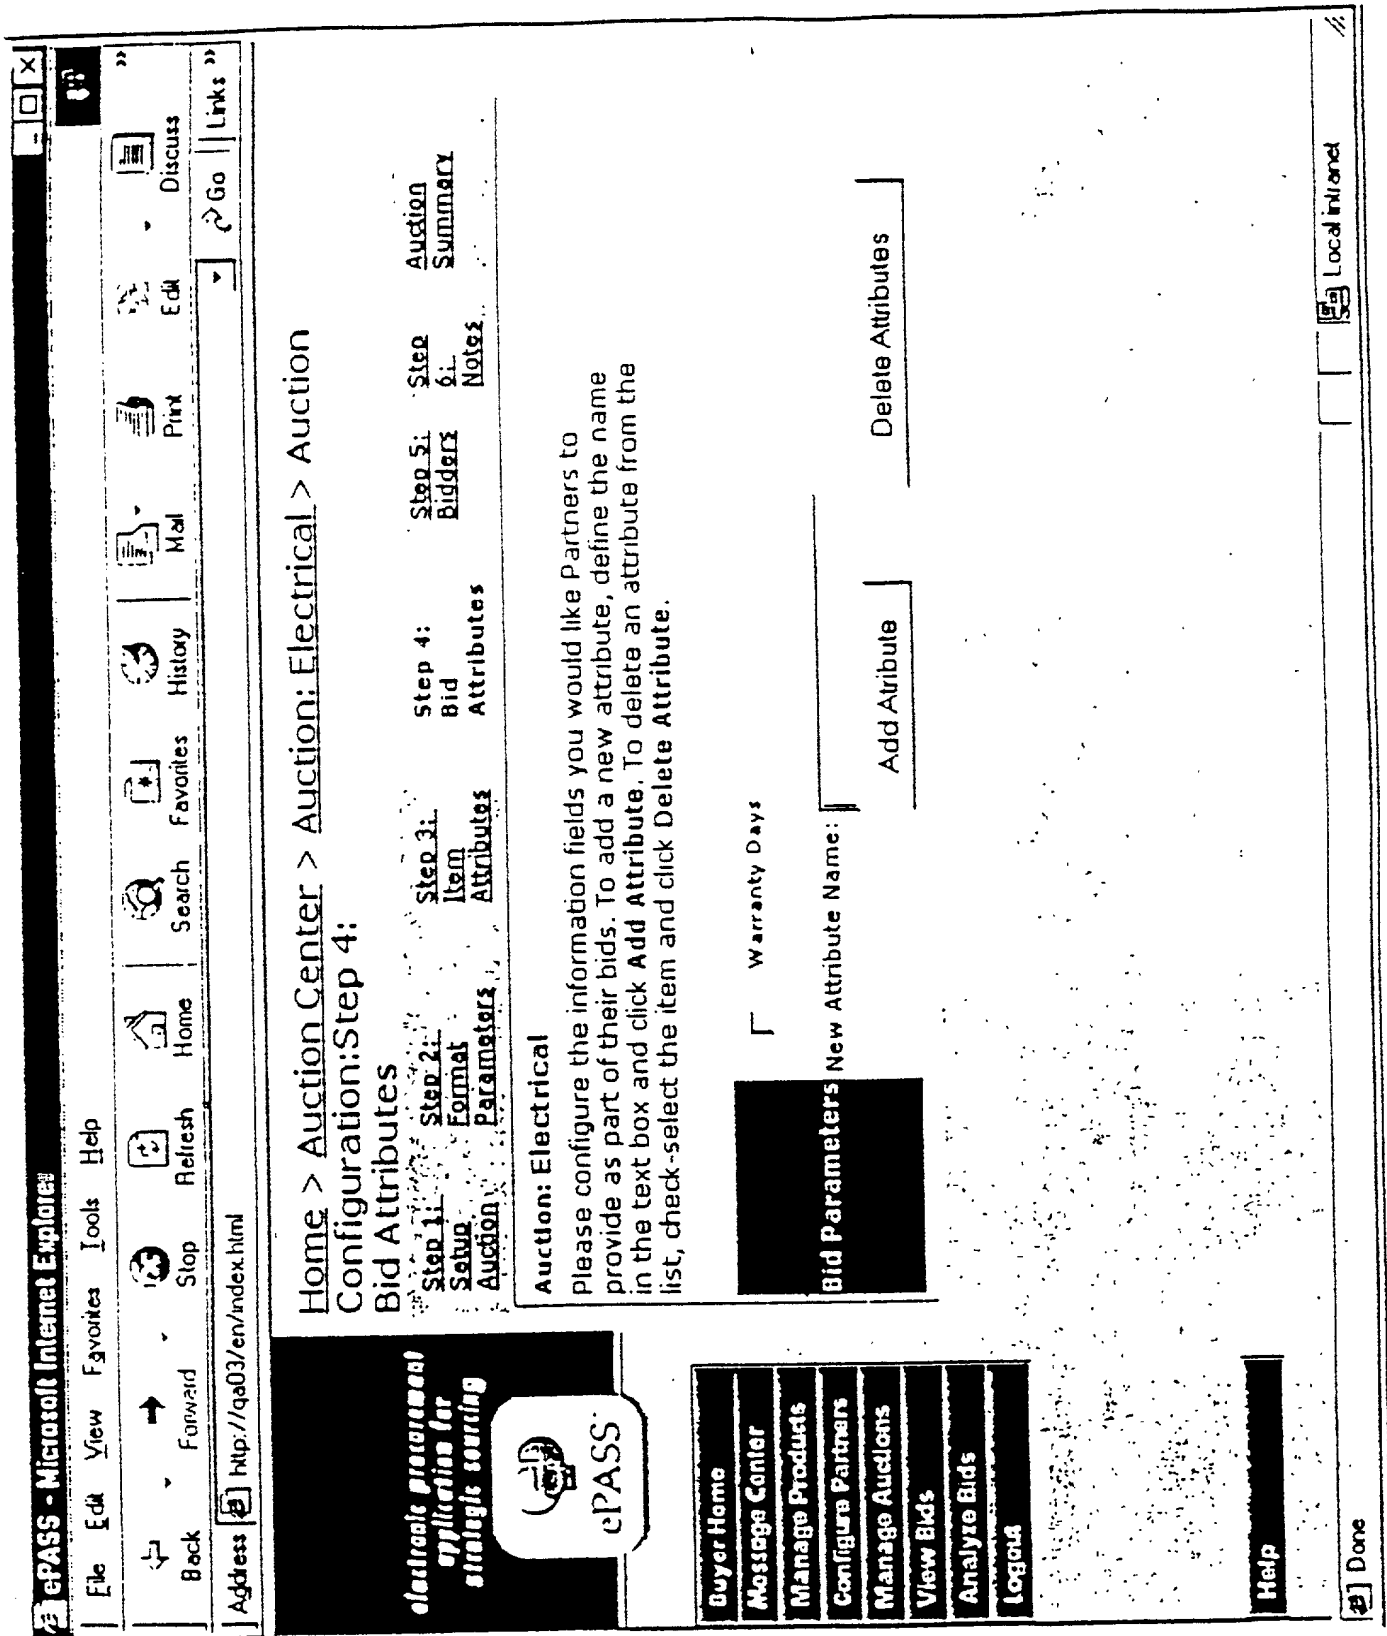 ePASS - Microsoft Internet Explorer
File Edit View Favorites Tools Help
Back Forward Stop Refresh Home Search Favorites History Mail Print Edit Discuss
Address http://qa03/en/index.html Go Links »
electronic procurement
application for
strategic sourcing
ePASS
Buyer Home
Message Center
Manage Products
Configure Partners
Manage Auctions
View Bids
Analyze Bids
Logout
Help
Home > Auction Center > Auction: Electrical > Auction
Configuration:Step 4:
Bid Attributes
Step 1:
Setup
Auction
Step 2:
Format
Parameters
Step 3:
Item
Attributes
Step 4:
Bid
Attributes
Step 5:
Bidders
Step
6:
Notes
Auction
Summary
Auction: Electrical
Please configure the information fields you would like Partners to
provide as part of their bids. To add a new attribute, define the name
in the text box and click Add Attribute. To delete an attribute from the
list, check-select the item and click Delete Attribute.
Warranty Days
Bid Parameters New Attribute Name:
Add Atribute Delete Attributes
Done Local intranet